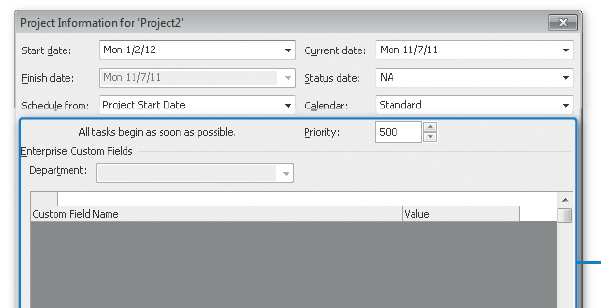 Project Information for 'Project2'
Start date: Mon 1/2/12 Current date: Mon 11/7/11
Finish date: Mon 11/7/11 Status date: NA
Schedule from: Project Start Date Calendar: Standard
All tasks begin as soon as possible. Priority: 500
Enterprise Custom Fields
Department:
Custom Field Name Value